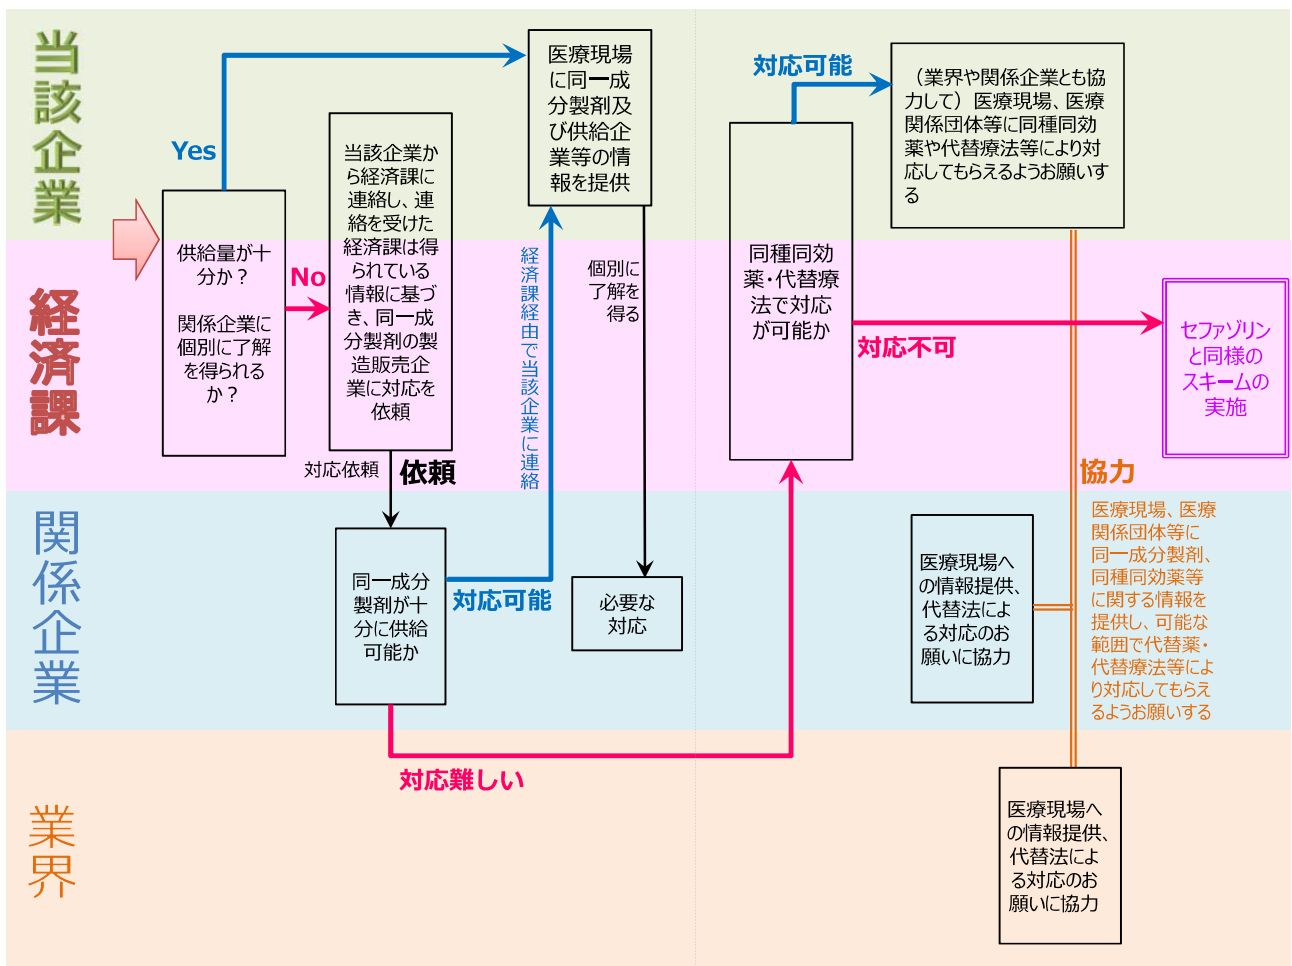 当該企業
経済課
関係企業
業界
Yes
供給量が十
分か？
関係企業に
個別に了解
を得られる
か？
No
当該企業か
ら経済課に
連絡し、連
絡を受けた
経済課は得
られている
情報に基づ
き、同一成
分製剤の製
造販売企
業に対応を
依頼
対応依頼
依頼
同一成分
製剤が十
分に供給
可能か
対応可能
経済課経由で当該企業に連絡
医療現場
に同一成
分製剤及
び供給企
業等の情
報を提供
個別に
了解を
得る
必要な
対応
対応難しい
同種同効
薬・代替療
法で対応
が可能か
対応可能
（業界や関係企業とも協
力して）医療現場、医療
関係団体等に同種同効
薬や代替療法等により対
応してもらえるようお願いす
る
対応不可
セファゾリン
と同様の
スキームの
実施
協力
医療現場、医療
関係団体等に
同一成分製剤、
同種同効薬等
に関する情報を
提供し、可能な
範囲で代替薬・
代替療法等によ
り対応してもらえ
るようお願いする
医療現場へ
の情報提供、
代替法によ
る対応のお
願いに協力
医療現場へ
の情報提供、
代替法によ
る対応のお
願いに協力